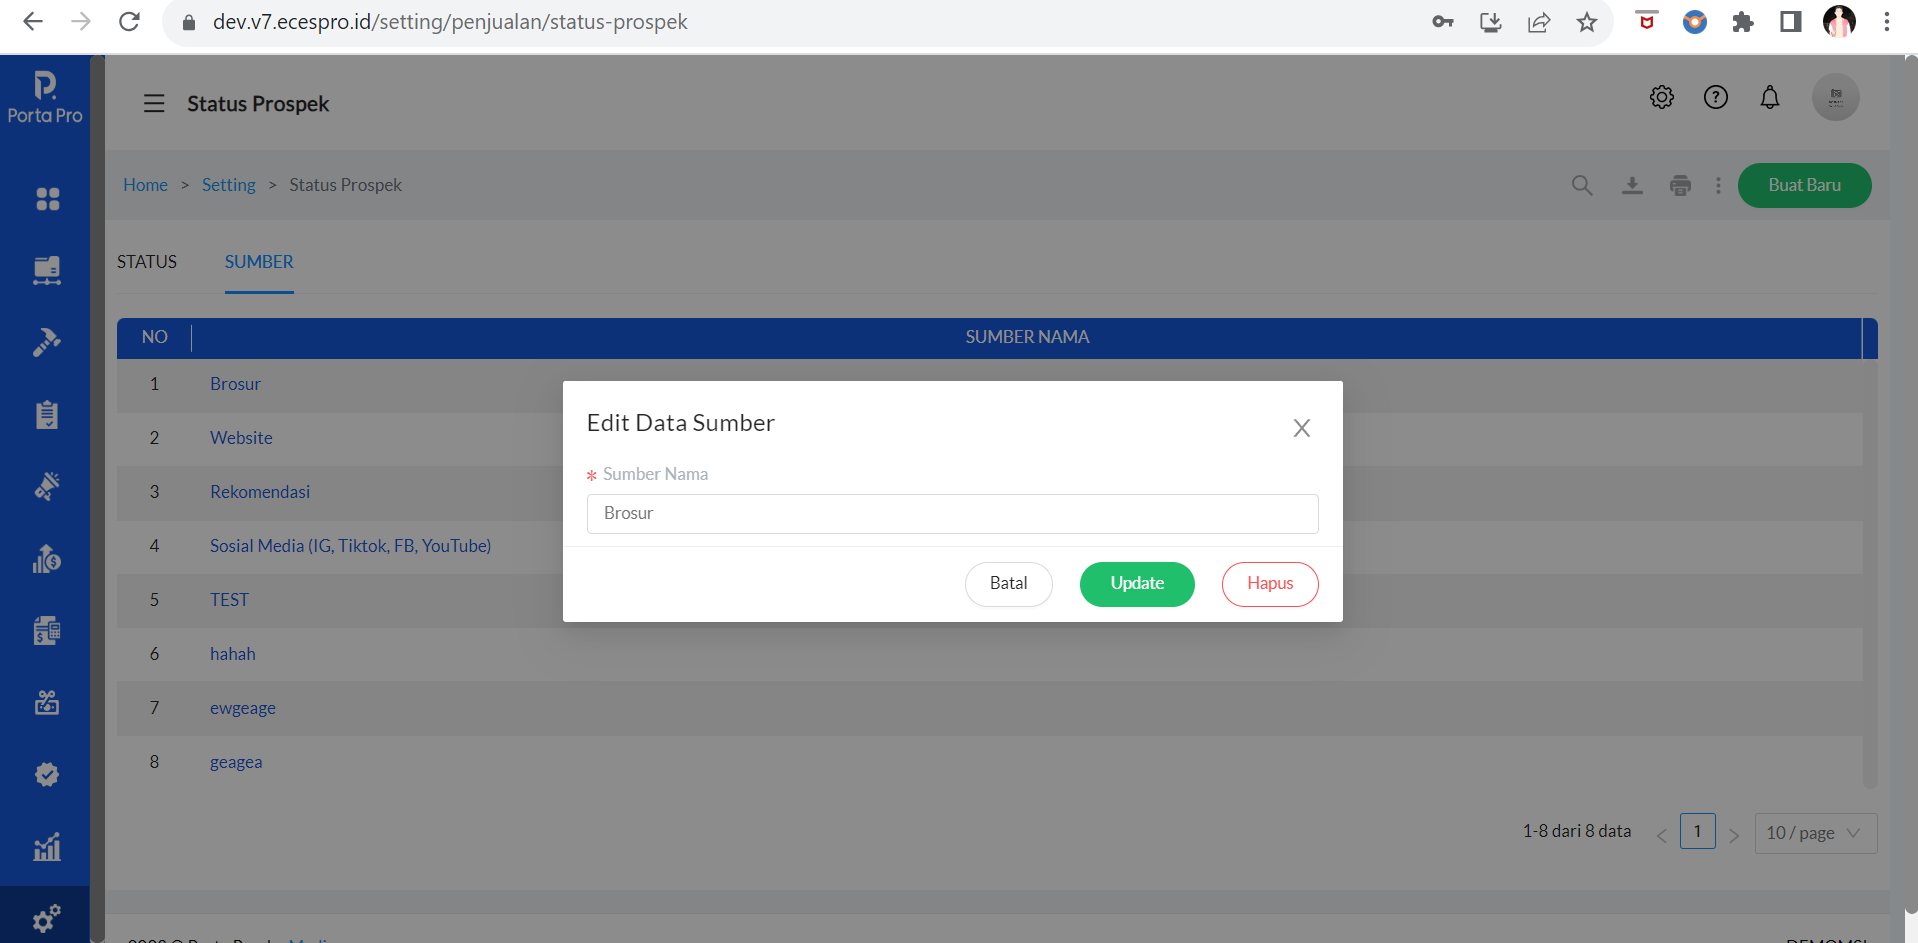 dev.v7.ecespro.id/setting/penjualan/status-prospek
Porta Pro
Status Prospek
Home > Setting > Status Prospek
Buat Baru
STATUS
SUMBER
NO
SUMBER NAMA
1 Brosur
2 Website
3 Rekomendasi
4 Sosial Media (IG, Tiktok, FB, YouTube)
5 TEST
6 hahah
7 ewgeage
8 geagea
Edit Data Sumber
* Sumber Nama
Brosur
Batal
Update
Hapus
1-8 dari 8 data
< 1 >
10 / page